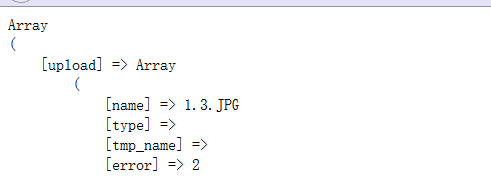 Array
(
[upload] => Array
(
[name] => 1.3.JPG
[type] =>
[tmp_name] =>
[error] => 2